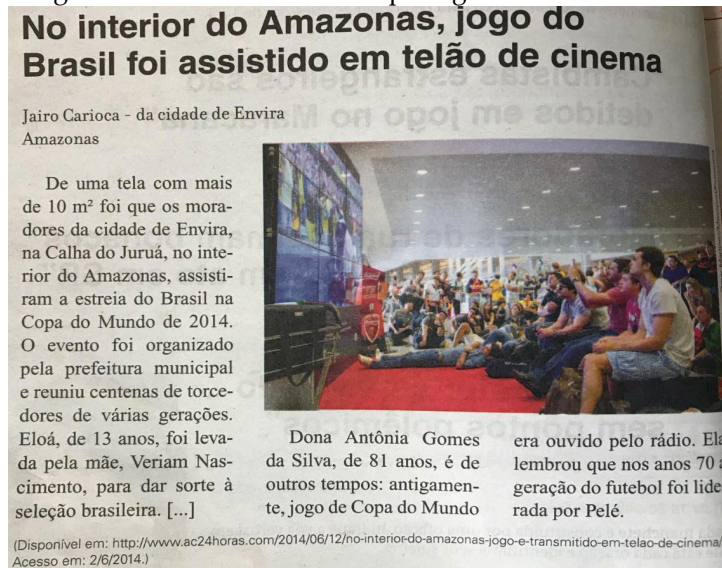 No interior do Amazonas, jogo do
Brasil foi assistido em telão de cinema
Jairo Carioca - da cidade de Envira
Amazonas
De uma tela com mais
de 10 m² foi que os mora-
dores da cidade de Envira,
na Calha do Juruá, no inte-
rior do Amazonas, assisti-
ram a estreia do Brasil na
Copa do Mundo de 2014.
O evento foi organizado
pela prefeitura municipal
e reuniu centenas de torce-
dores de várias gerações.
Eloá, de 13 anos, foi leva-
da pela mãe, Veriam Nas-
cimento, para dar sorte à
seleção brasileira. [...]
Dona Antônia Gomes
da Silva, de 81 anos, é de
outros tempos: antigamen-
te, jogo de Copa do Mundo
era ouvido pelo rádio. Ela
lembrou que nos anos 70 a
geração do futebol foi lide
rada por Pelé.
(Disponível em: http://www.ac24horas.com/2014/06/12/no-interior-do-amazonas-jogo-e-transmitido-em-telao-de-cinema/
Acesso em: 2/6/2014.)